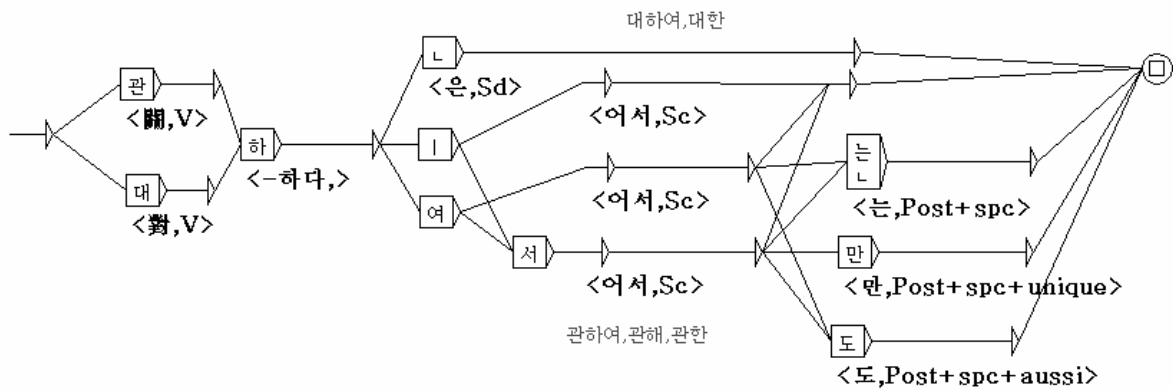 대하여,대한
ㄴ
<은,Sd>
관
<關,V>
<어서,Sc>
하
<-하다,>
ㅣ
는
ㄴ
<는,Post+spc>
대
<對,V>
여
<어서,Sc>
서
<어서,Sc>
만
<만,Post+spc+unique>
관하여,관해,관한
도
<도,Post+spc+aussi>